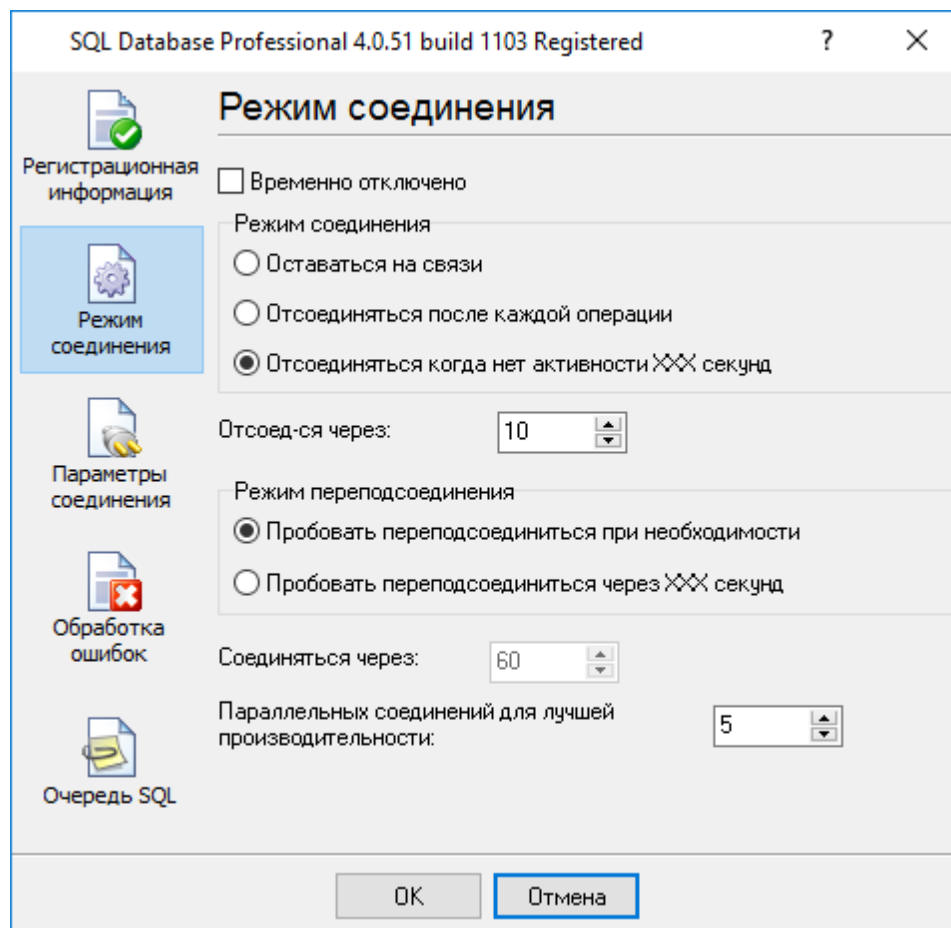 SQL Database Professional 4.0.51 build 1103 Registered
?
Регистрационная
информация
Режим
соединения
Параметры
соединения
Обработка
ошибок
Очередь SQL
Режим соединения
Временно отключено
Режим соединения
Оставаться на связи
Отсоединяться после каждой операции
Отсоединяться когда нет активности XXX секунд
Отсоед-ся через:
10
Режим переподсоединения
Пробовать переподсоединиться при необходимости
Пробовать переподсоединиться через XXX секунд
Соединяться через:
60
Параллельных соединений для лучшей
производительности:
5
OK
Отмена